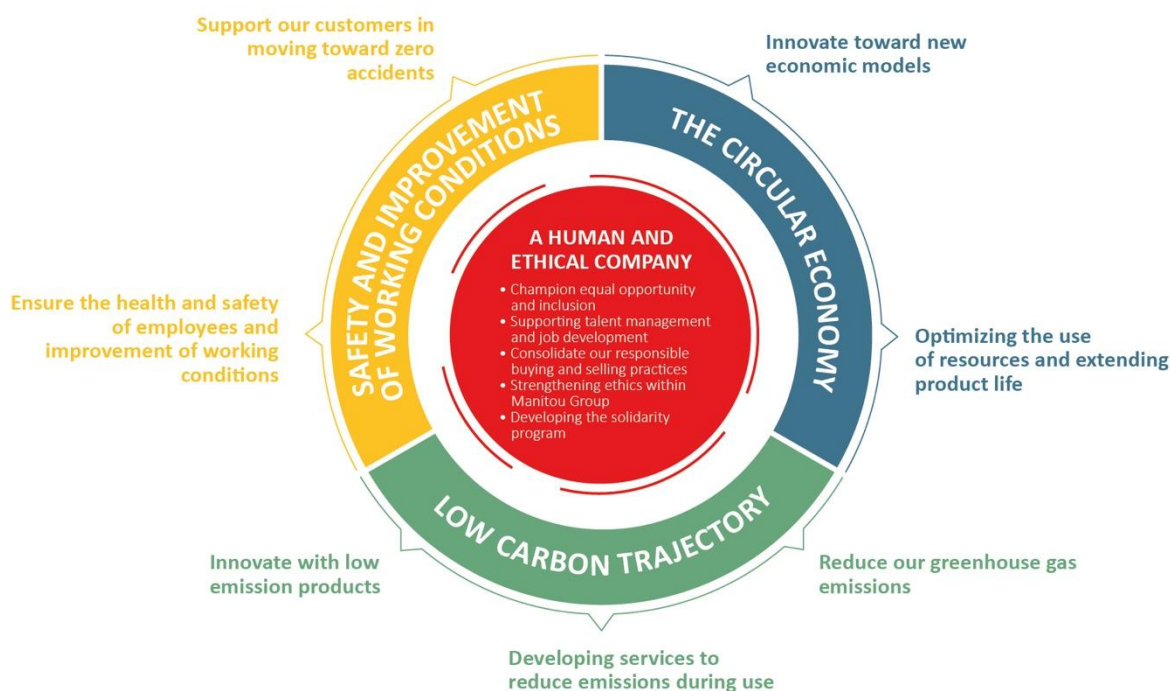 Support our customers in
moving toward zero
accidents
Innovate toward new
economic models
SAFETY AND IMPROVEMENT
OF WORKING CONDITIONS
THE CIRCULAR ECONOMY
A HUMAN AND
ETHICAL COMPANY
• Champion equal opportunity
and inclusion
• Supporting talent management
and job development
• Consolidate our responsible
buying and selling practices
• Strengthening ethics within
Manitou Group
• Developing the solidarity
program
Ensure the health and safety
of employees and
improvement of working
conditions
Optimizing the use
of resources and extending
product life
LOW CARBON TRAJECTORY
Innovate with low
emission products
Reduce our greenhouse gas
emissions
Developing services to
reduce emissions during use